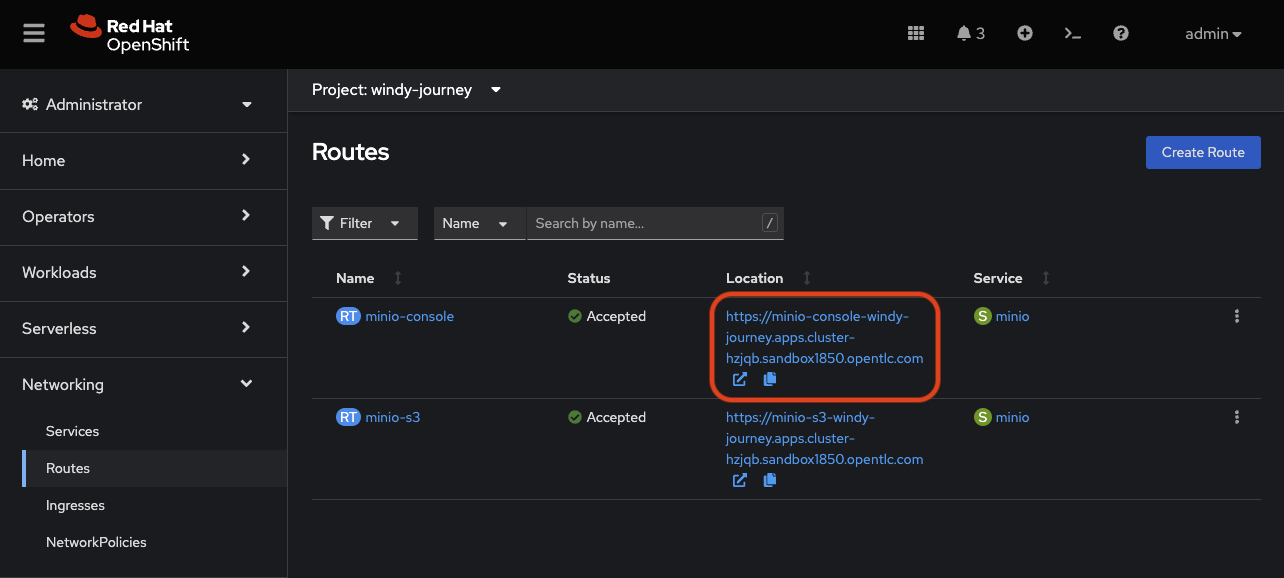 Red Hat
OpenShift
3
admin
Administrator
Project: windy-journey
Home
Operators
Workloads
Serverless
Networking
Services
Routes
Ingresses
NetworkPolicies
Routes
Create Route
Filter
Name
Search by name...
/
Name
Status
Location
Service
RT minio-console
Accepted
https://minio-console-windy-
journey.apps.cluster-
hzjqb.sandbox1850.opentlc.com
S minio
RT minio-s3
Accepted
https://minio-s3-windy-
journey.apps.cluster-
hzjqb.sandbox1850.opentlc.com
S minio